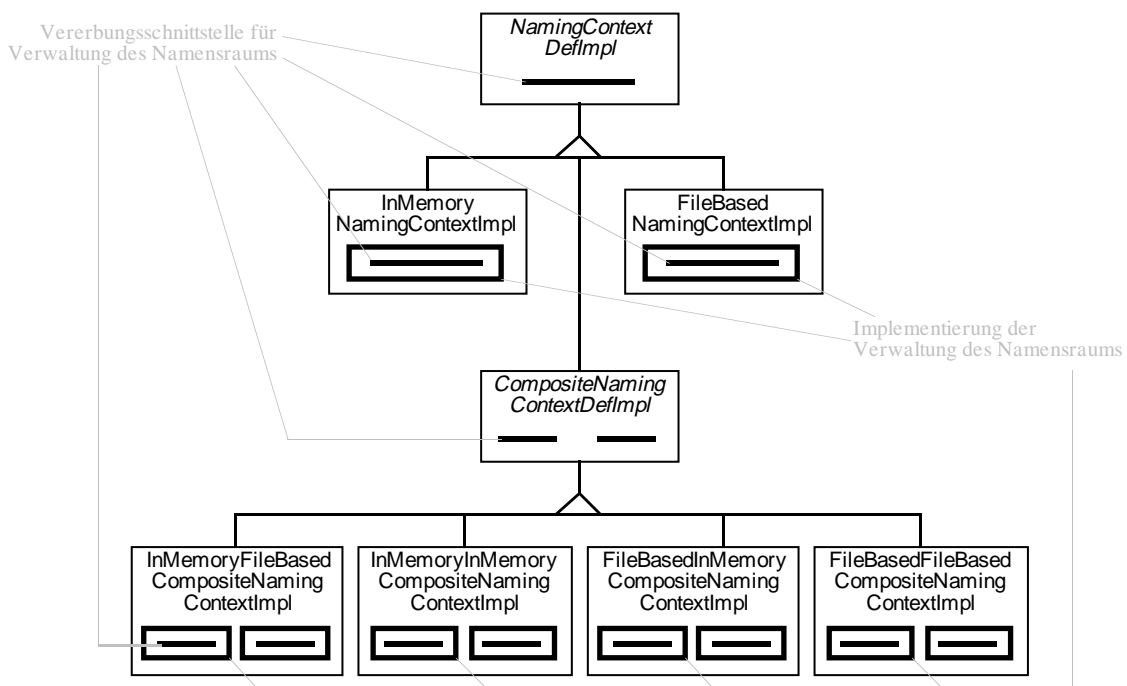 NamingContext
DefImpl
Vererbungsschnittstelle für
Verwaltung des Namensraums
InMemory
NamingContextImpl
FileBased
NamingContextImpl
Implementierung der
Verwaltung des Namensraums
CompositeNaming
ContextDefImpl
InMemoryFileBased
CompositeNaming
ContextImpl
InMemoryInMemory
CompositeNaming
ContextImpl
FileBasedInMemory
CompositeNaming
ContextImpl
FileBasedFileBased
CompositeNaming
ContextImpl